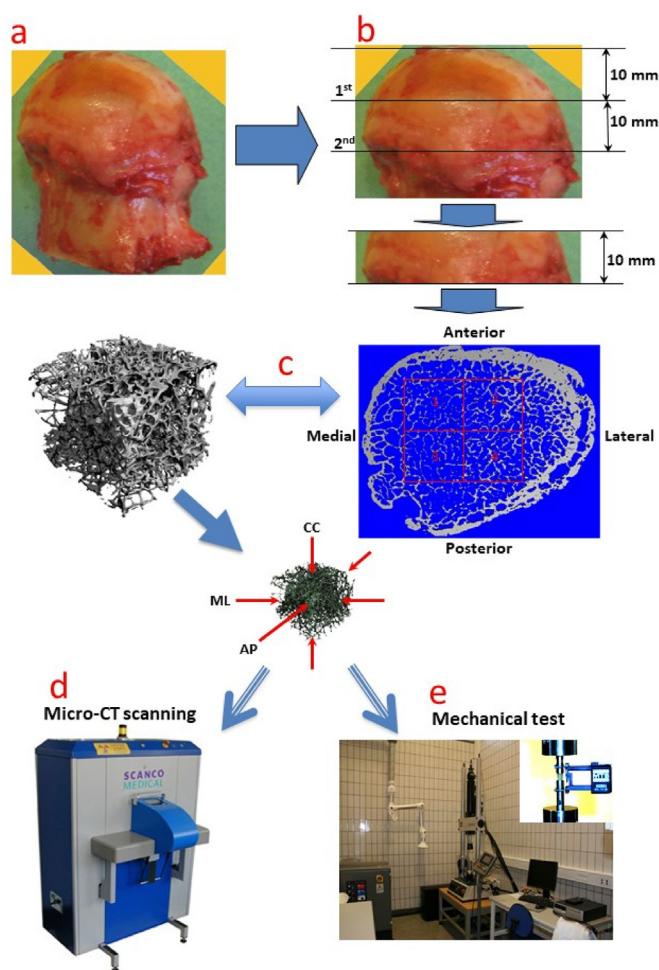 a
b
1st
10 mm
2nd
10 mm
10 mm
Anterior
c
Medial
Lateral
Posterior
CC
ML
AP
d
Micro-CT scanning
SCANCO
MEDICAL
e
Mechanical test